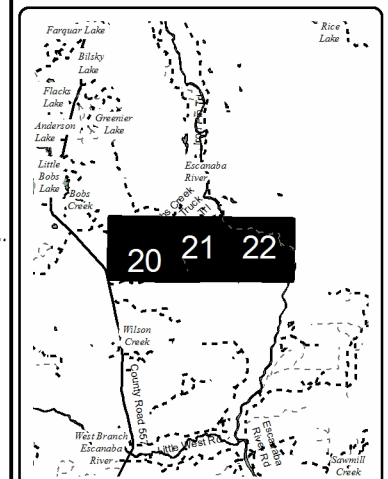 Farquar Lake
Rice
Lake
Bilsky
Lake
Flacks
Lake
Greenier
Lake
Anderson
Lake
Escanaba
River
Little
Bobs
Lake
Bobs
Creek
Creek
Truck
20
21
22
Wilson
Creek
County Road 557
West Branch
Escanaba
River
Little West Rd
Escanaba
River Rd
Sawmill
Creek